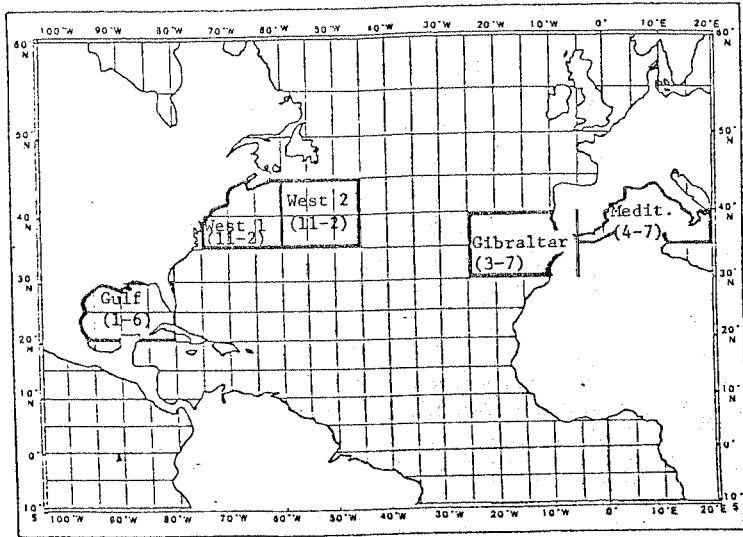 100°W 90°W 80°W 70°W 60°W 50°W 40°W 30°W 20°W 10°W 0° 10°E 20°E
60° N 60° N
50° N 50° N
40° N 40° N
30° N 30° N
20° N 20° N
10° N 10° N
0° 0°
10° S 10° S
West 2
(11-2)
West 1
(11-2)
Medit.
(4-7)
Gibraltar
(3-7)
Gulf
(1-6)
100°W 90°W 80°W 70°W 60°W 50°W 40°W 30°W 20°W 10°W 0° 10°E 20°E